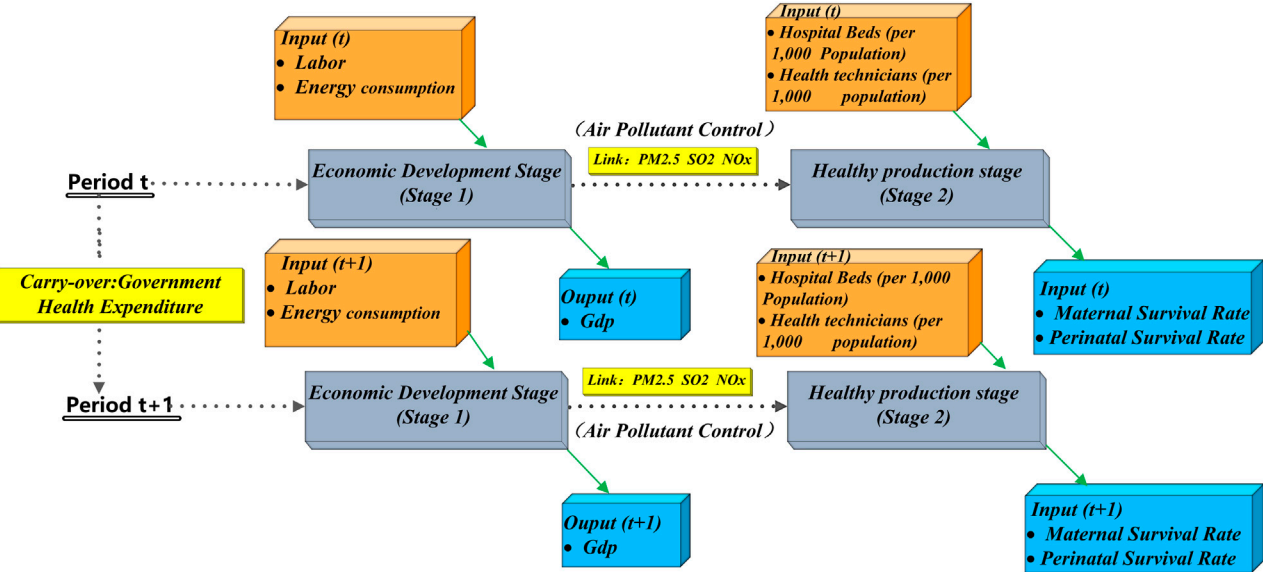 Input (t)
• Labor
• Energy consumption
Input (t)
• Hospital Beds (per
1,000 Population)
• Health technicians (per
1,000 population)
(Air Pollutant Control)
Period t
Economic Development Stage
(Stage 1)
Link: PM2.5 SO2 NOx
Healthy production stage
(Stage 2)
Carry-over:Government
Health Expenditure
Input (t+1)
• Labor
• Energy consumption
Ouput (t)
• Gdp
Input (t+1)
• Hospital Beds (per 1,000
Population)
• Health technicians (per
1,000 population)
Input (t)
• Maternal Survival Rate
• Perinatal Survival Rate
Period t+1
Economic Development Stage
(Stage 1)
Link: PM2.5 SO2 NOx
(Air Pollutant Control)
Healthy production stage
(Stage 2)
Ouput (t+1)
• Gdp
Input (t+1)
• Maternal Survival Rate
• Perinatal Survival Rate